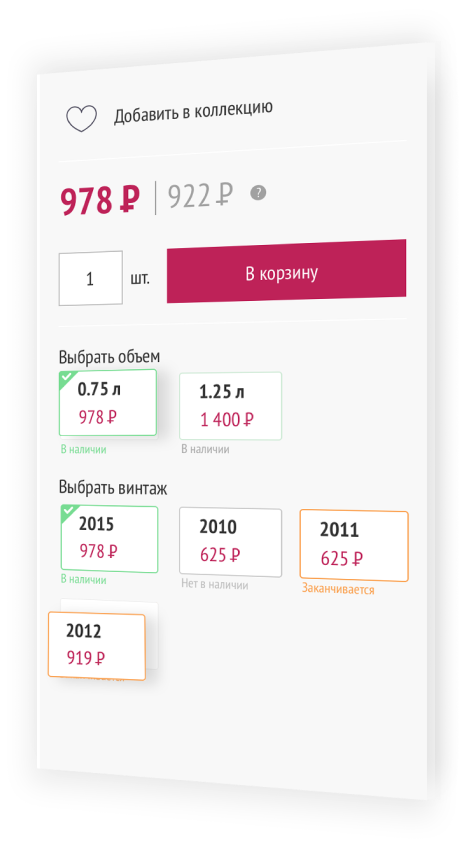 Добавить в коллекцию
978 ₽ 922 ₽ ?
1 шт. В корзину
Выбрать объем
0.75 л 1.25 л
978 ₽ 1 400 ₽
В наличии В наличии
Выбрать винтаж
2015 2010 2011
978 ₽ 625 ₽ 625 ₽
В наличии Нет в наличии Заканчивается
2012
919 ₽